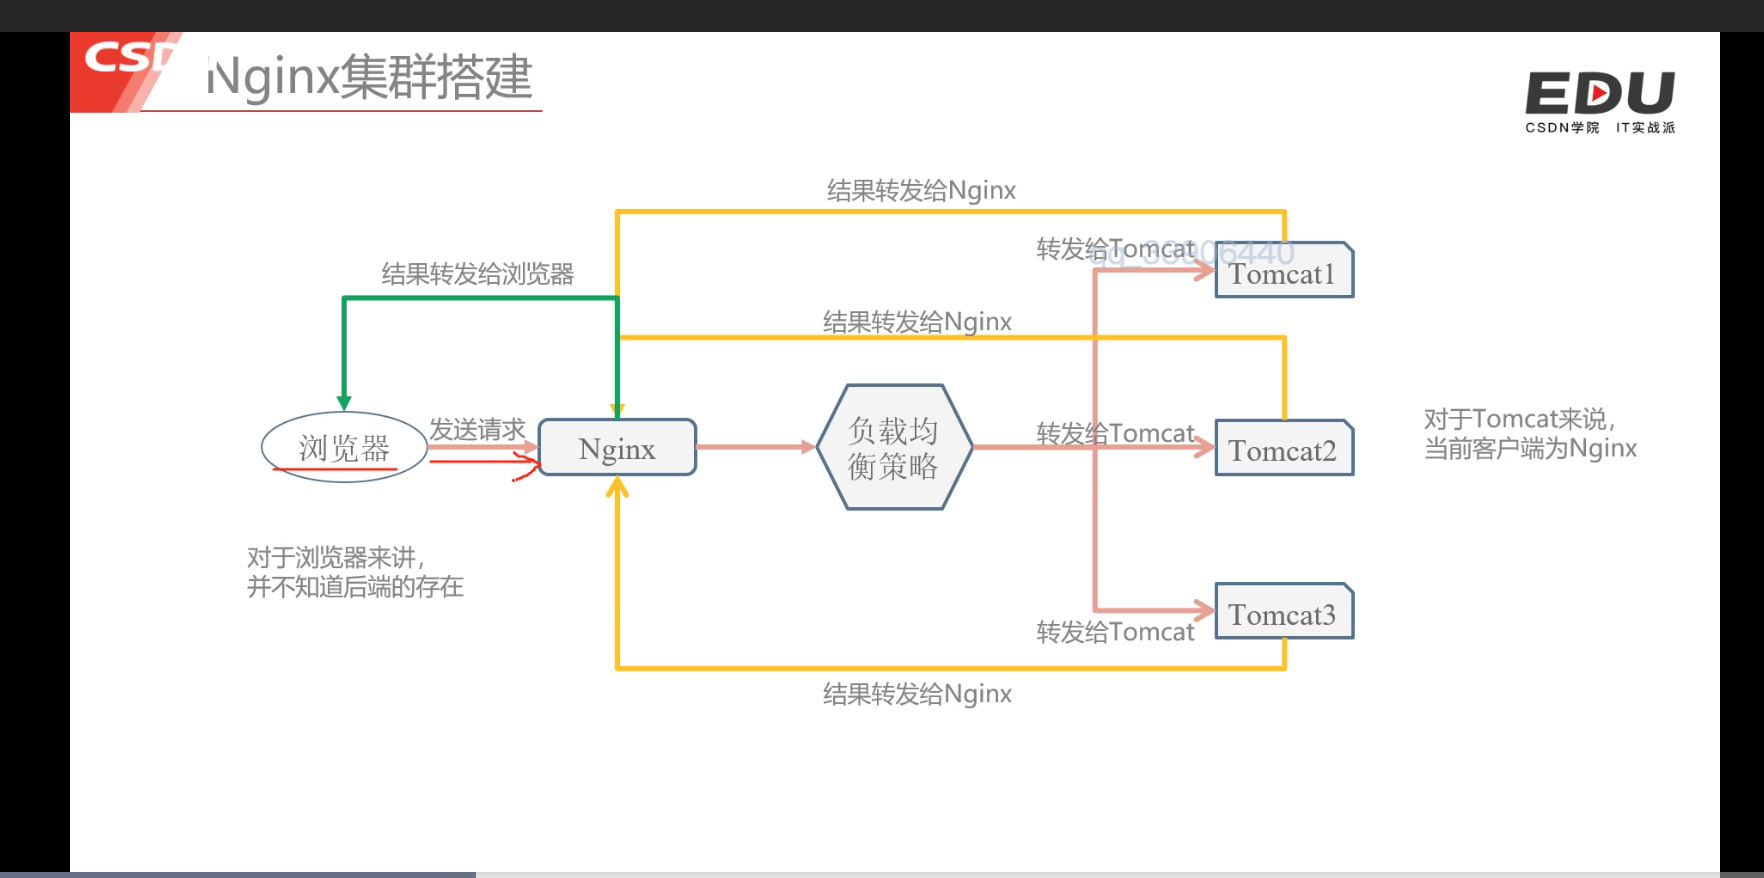 CSD
Nginx集群搭建
EDU
CSDN学院 IT实战派
结果转发给Nginx
转发给Tomcat
Tomcat1
结果转发给浏览器
结果转发给Nginx
浏览器
发送请求
Nginx
负载均
衡策略
转发给Tomcat
Tomcat2
对于Tomcat来说，
当前客户端为Nginx
对于浏览器来讲，
并不知道后端的存在
转发给Tomcat
Tomcat3
结果转发给Nginx